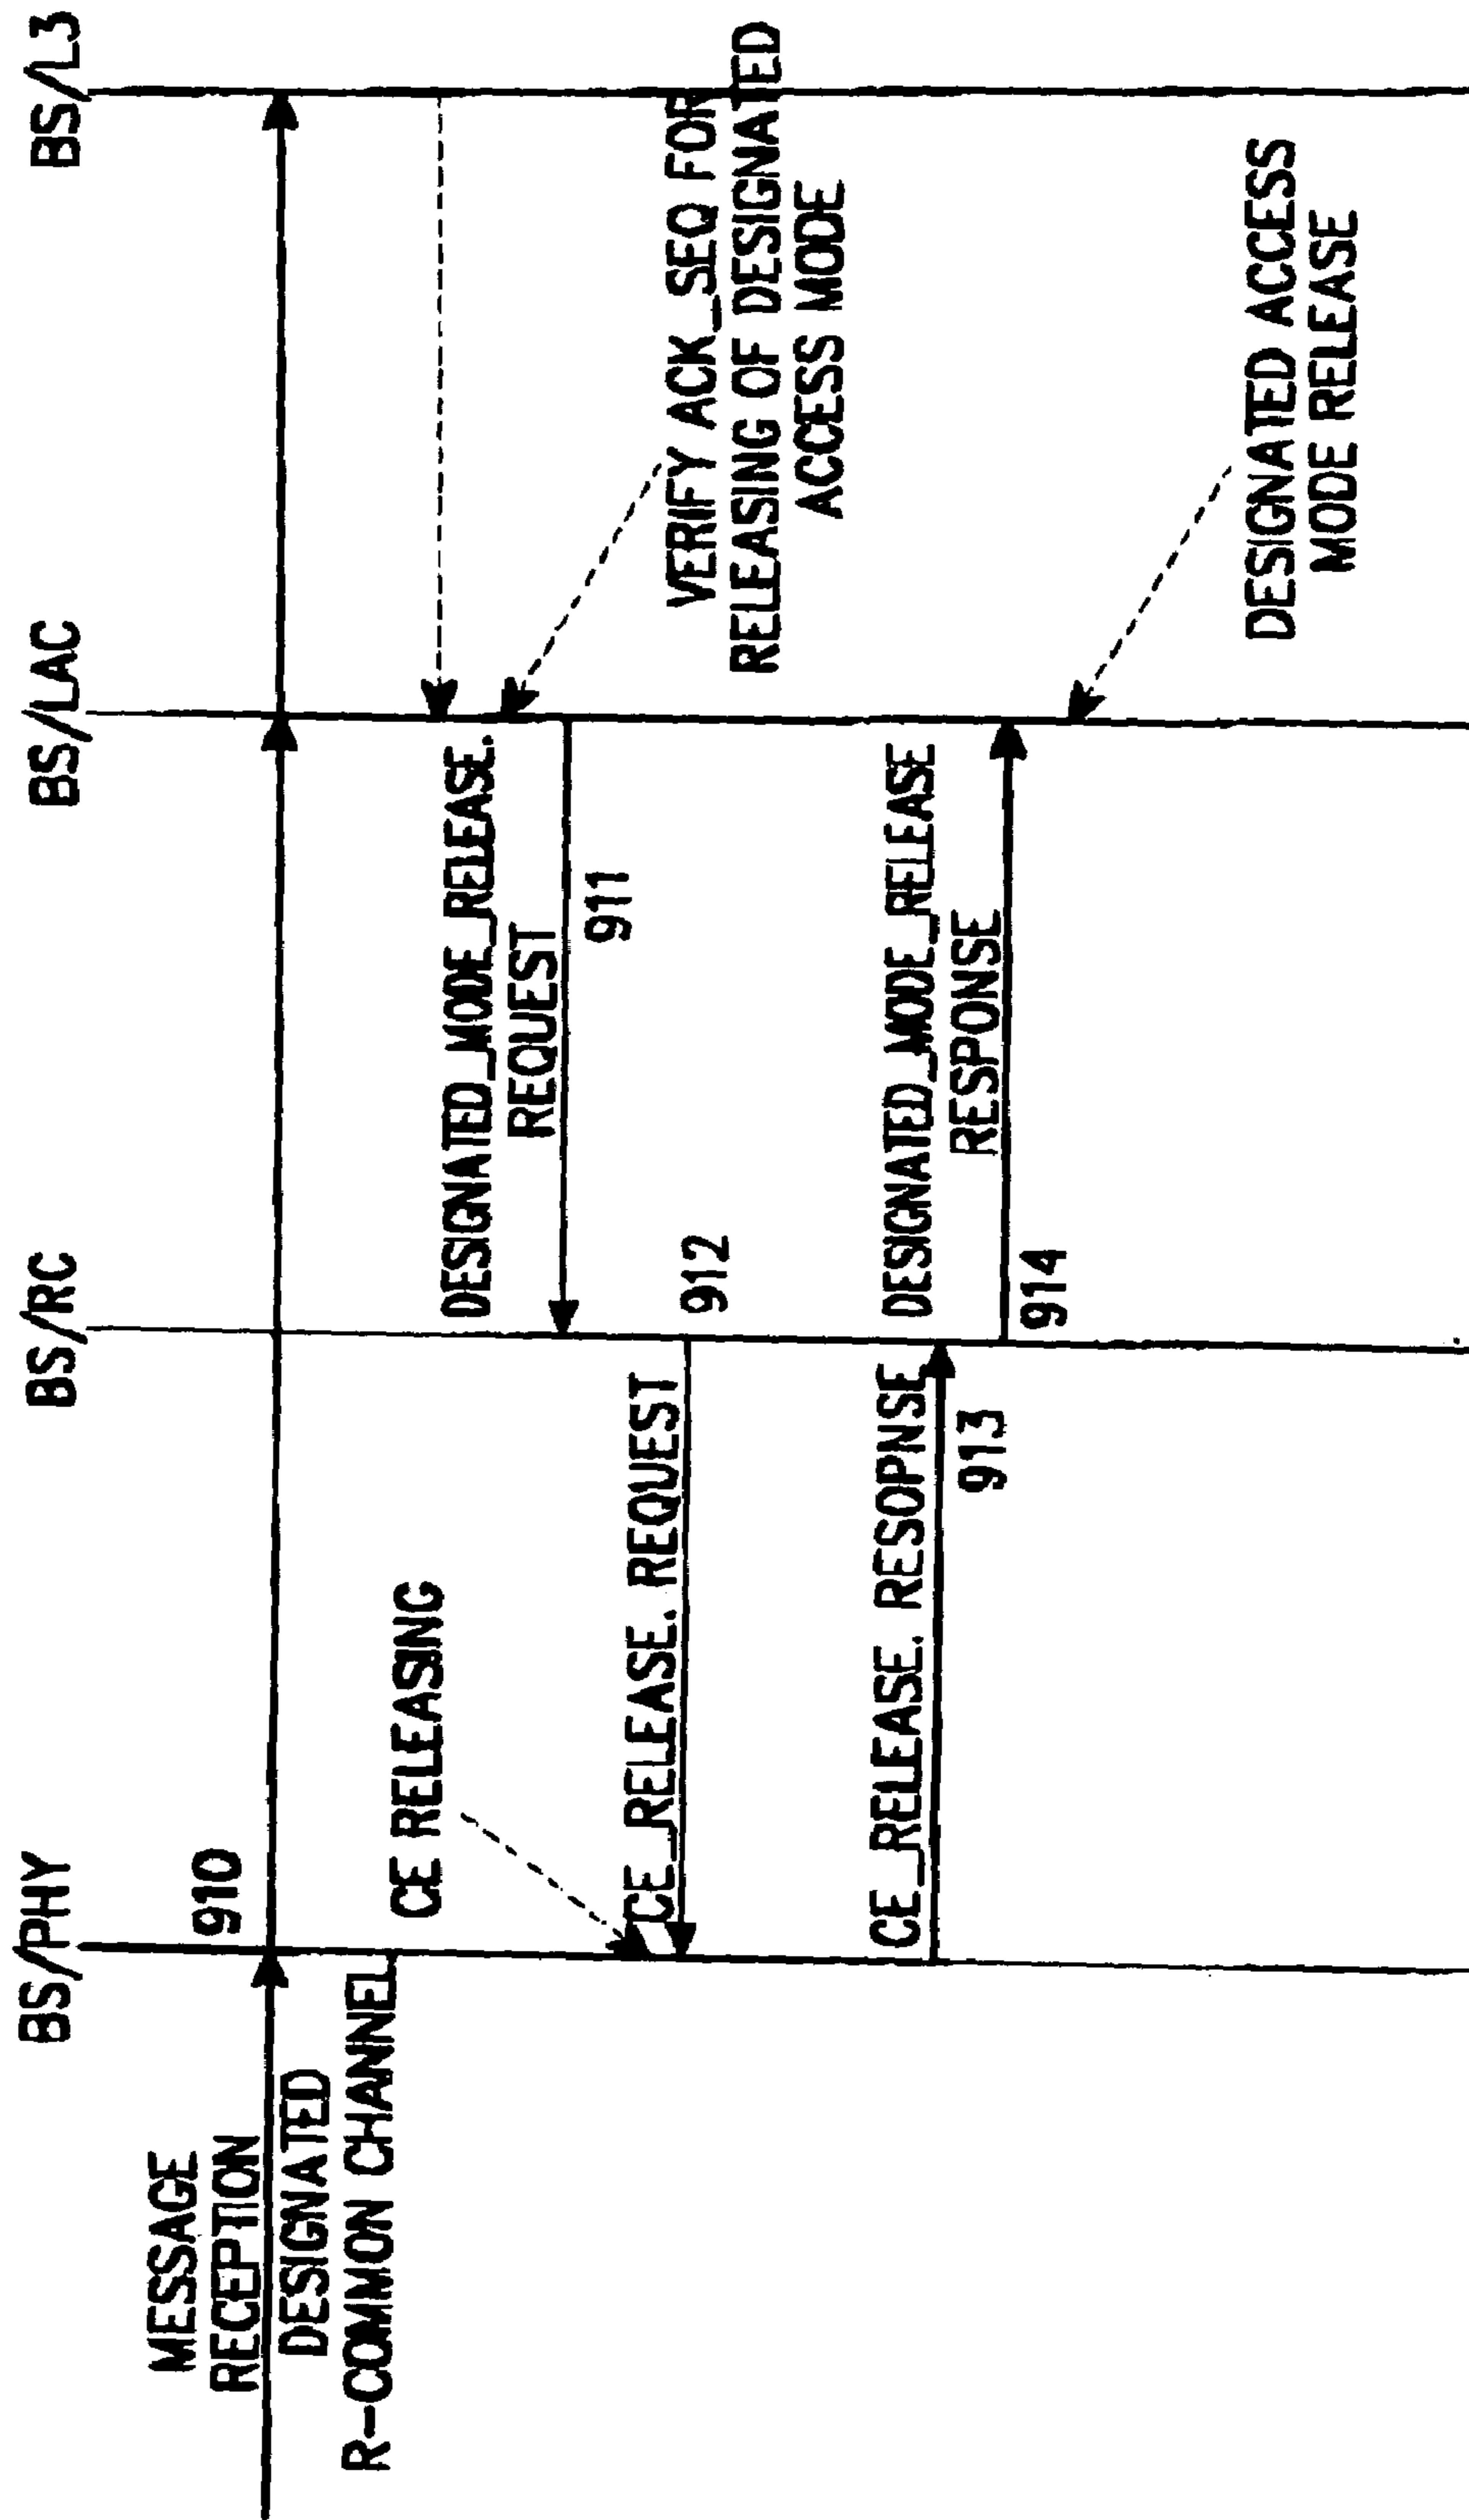 BS/PHY
BS/RC
BS/LAC
BS/L3
MESSAGE
RECEPTION
910
DESIGNATED
R-COMMON CHANNEL
CE RELEASING
DESIGNATED_MODE_RELEASE.
REQUEST
911
VERIFY ACK_SEQ FOR
RELEASING OF DESIGNATED
ACCESS MODE
CE_RELEASE. REQUEST
912
CE_RELEASE. RESOPNSE
913
DESIGNATED_MODE_RELEASE
RESPONSE
914
DESIGNATED ACCESS
MODE RELEASE